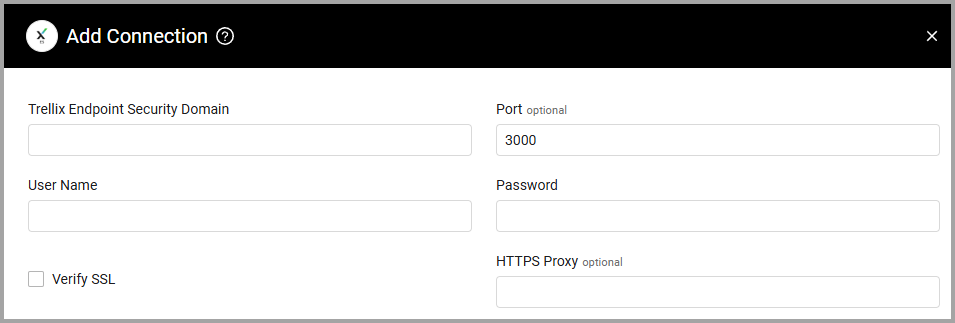 Add Connection ?
Trellix Endpoint Security Domain
Port optional
3000
User Name
Password
Verify SSL
HTTPS Proxy optional